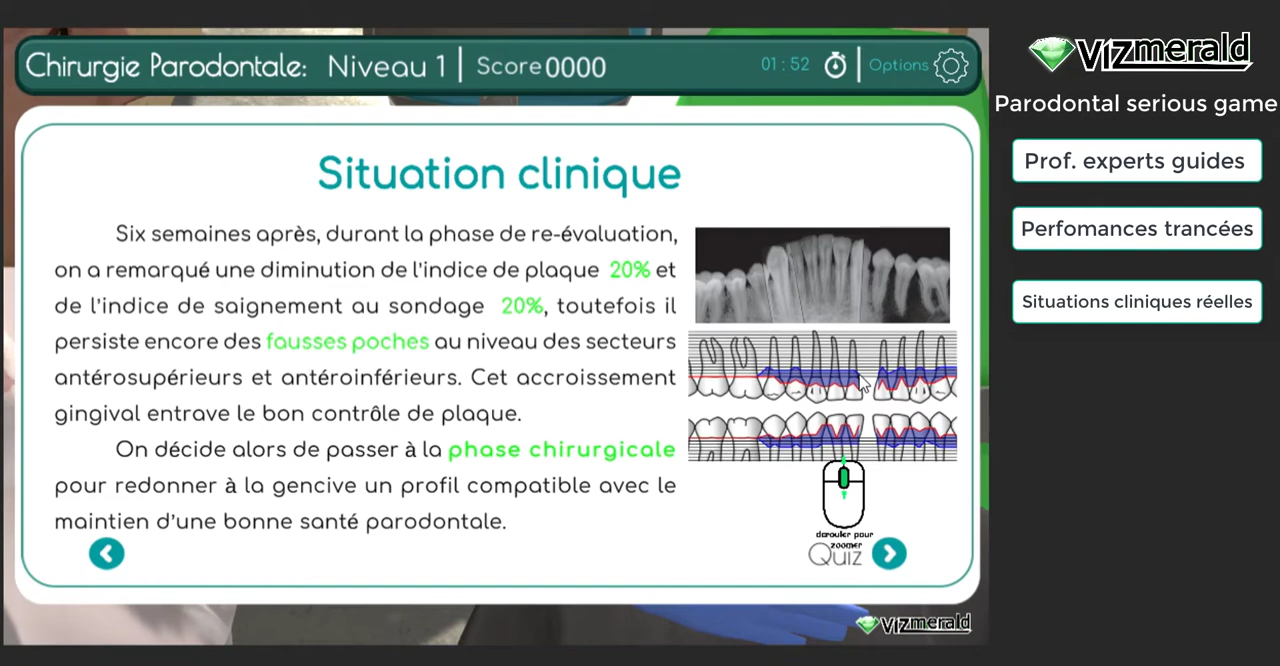 Chirurgie Parodontale: Niveau 1 | Score 0000
01 : 52
Options
Situation clinique
Six semaines après, durant la phase de re-évaluation,
on a remarqué une diminution de l'indice de plaque 20% et
de l'indice de saignement au sondage 20%, toutefois il
persiste encore des fausses poches au niveau des secteurs
antérosupérieurs et antéroinférieurs. Cet accroissement
gingival entrave le bon contrôle de plaque.
On décide alors de passer à la phase chirurgicale
pour redonner à la gencive un profil compatible avec le
maintien d'une bonne santé parodontale.
darouler pour
zoomer
Quiz
Vizmerald
Vizmerald
Parodontal serious game
Prof. experts guides
Perfomances trancées
Situations cliniques réelles